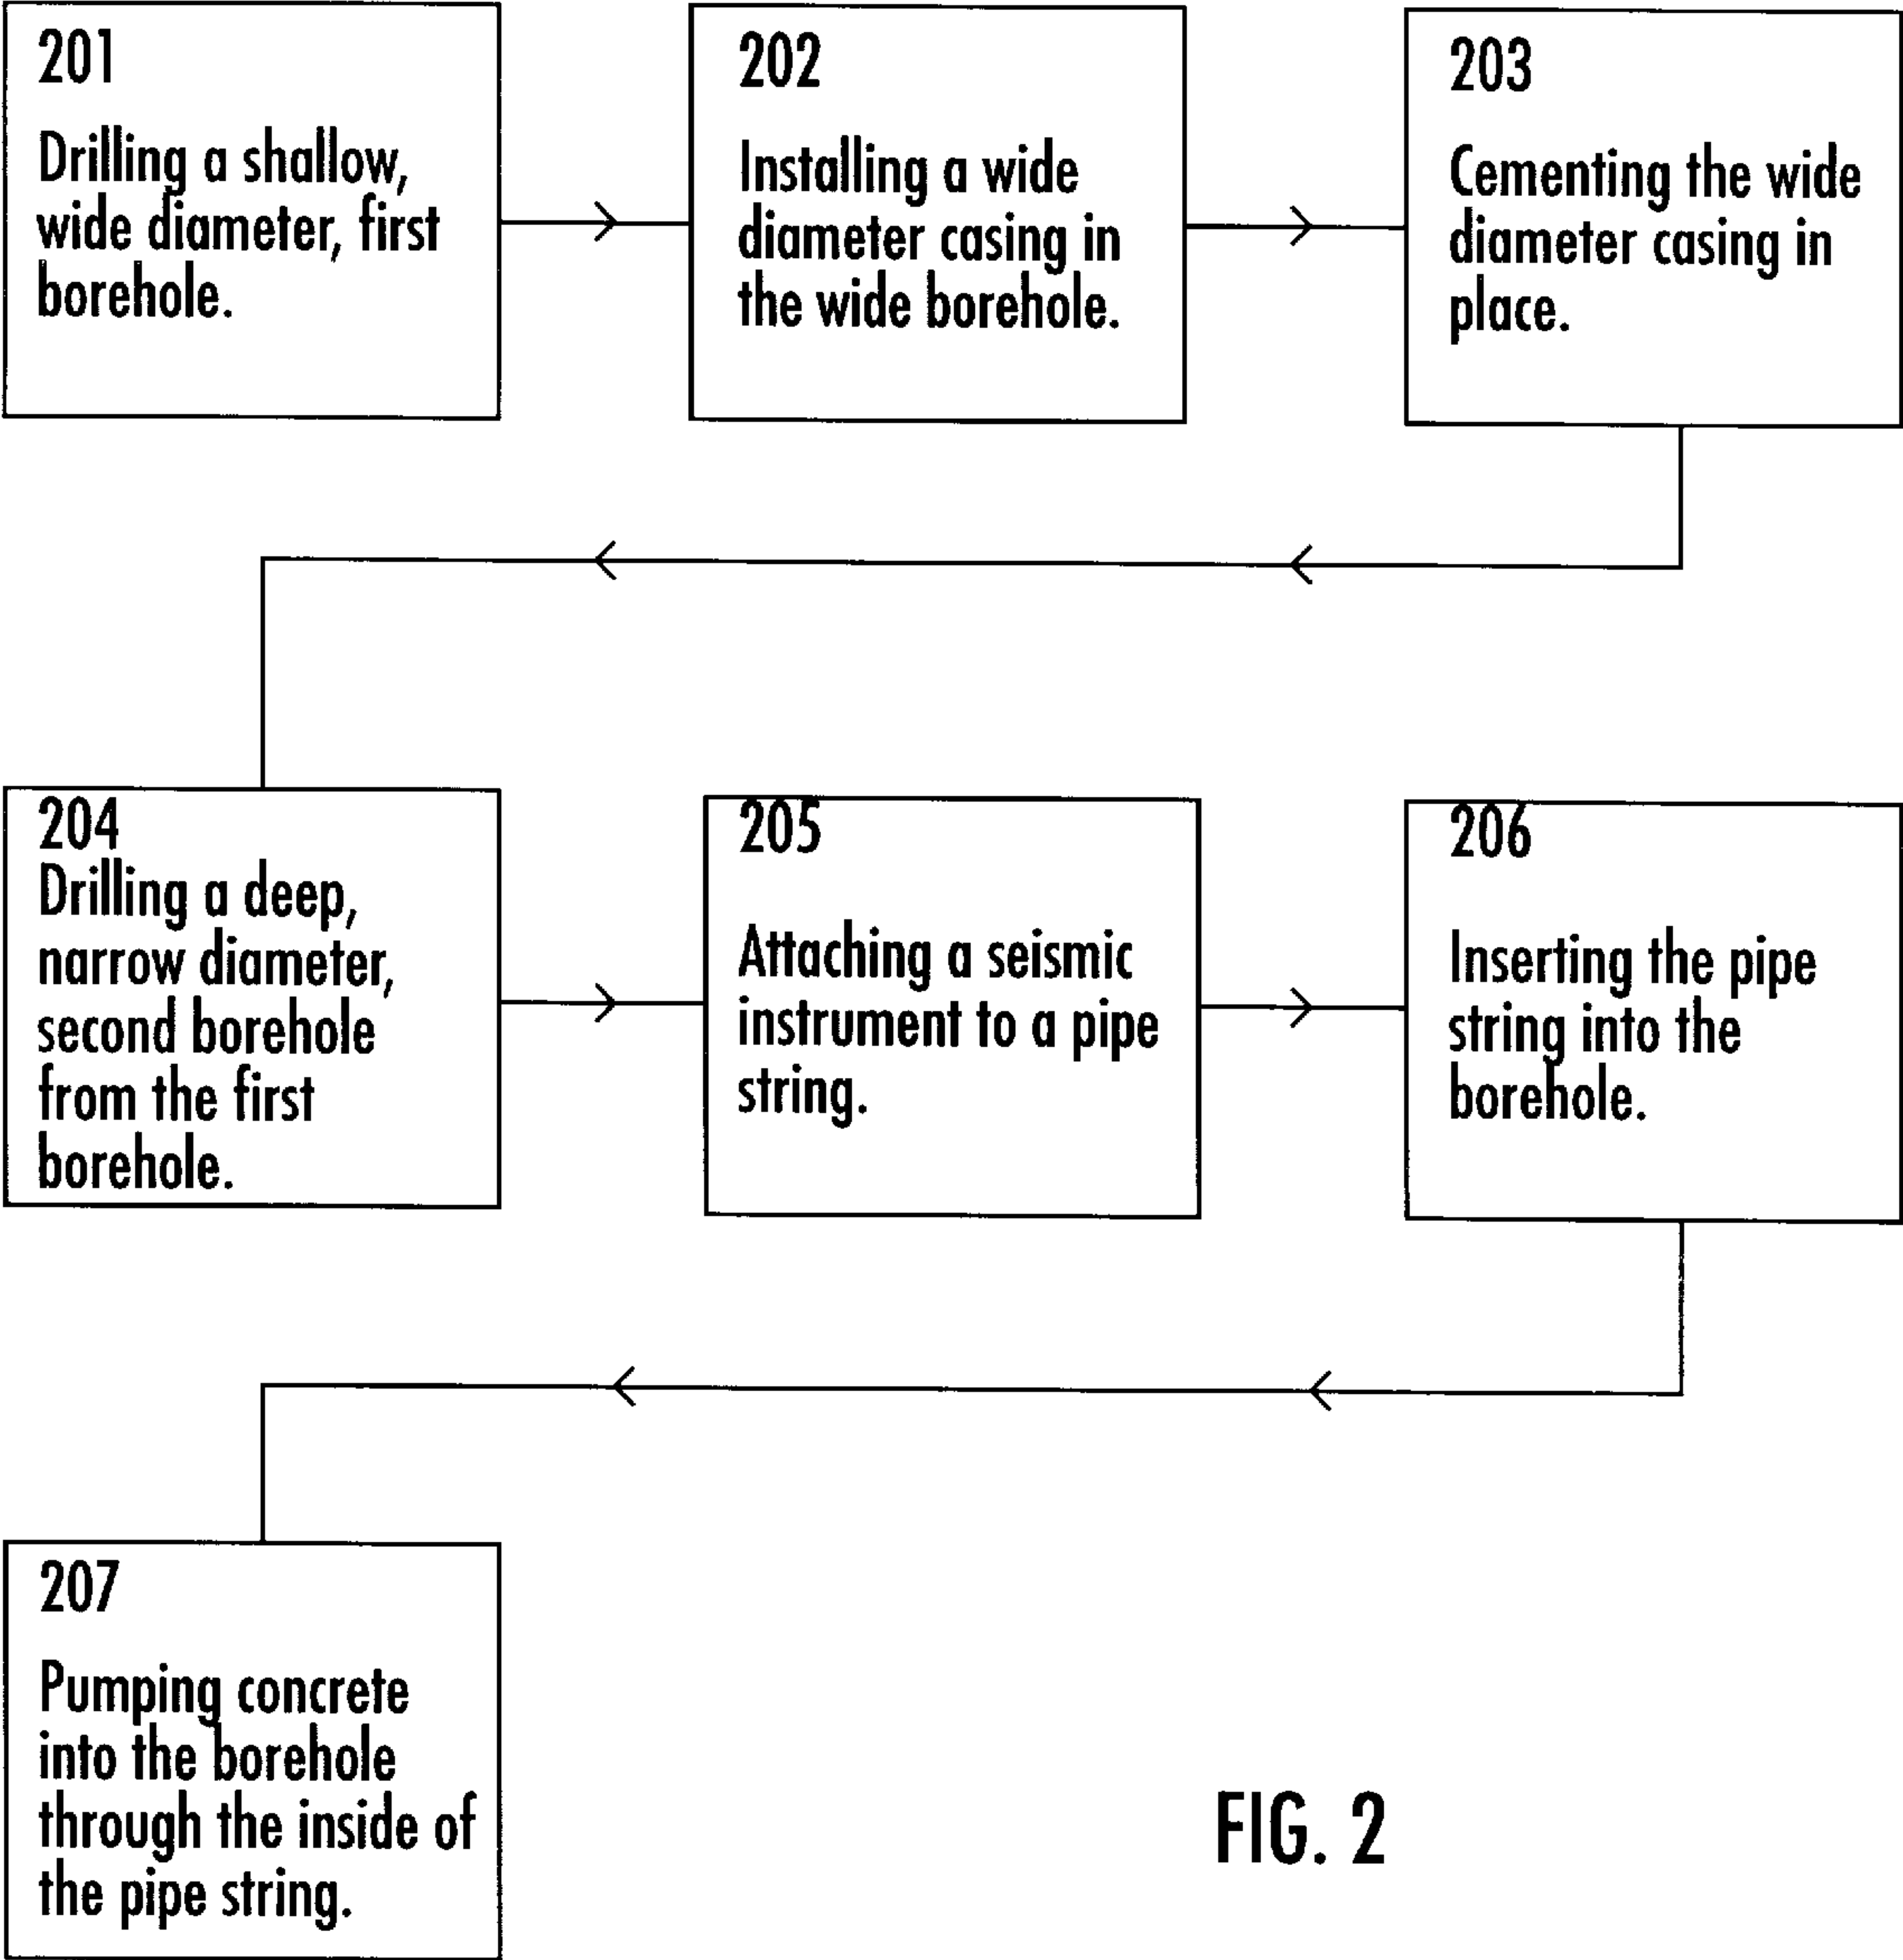 201
Drilling a shallow,
wide diameter, first
borehole.
202
Installing a wide
diameter casing in
the wide borehole.
203
Cementing the wide
diameter casing in
place.
204
Drilling a deep,
narrow diameter,
second borehole
from the first
borehole.
205
Attaching a seismic
instrument to a pipe
string.
206
Inserting the pipe
string into the
borehole.
207
Pumping concrete
into the borehole
through the inside of
the pipe string.
FIG. 2